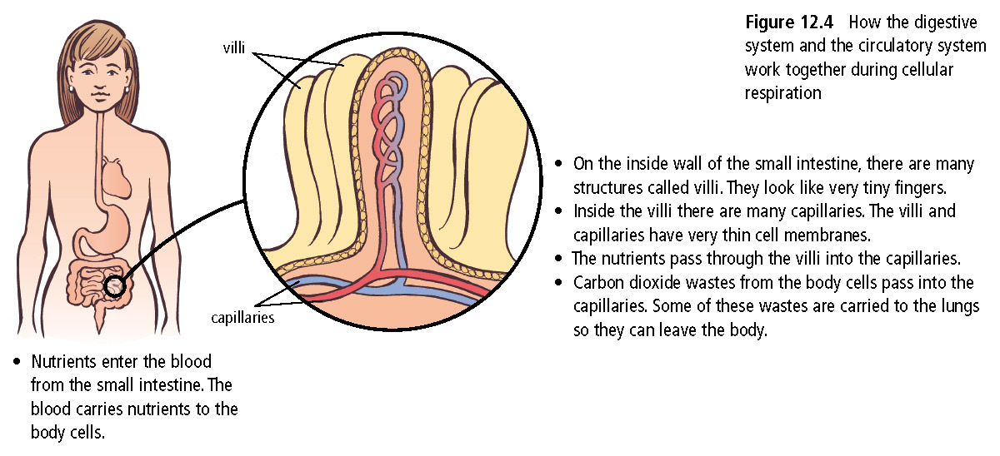 Figure 12.4 How the digestive
system and the circulatory system
work together during cellular
respiration
villi
capillaries
• On the inside wall of the small intestine, there are many
structures called villi. They look like very tiny fingers.
• Inside the villi there are many capillaries. The villi and
capillaries have very thin cell membranes.
• The nutrients pass through the villi into the capillaries.
• Carbon dioxide wastes from the body cells pass into the
capillaries. Some of these wastes are carried to the lungs
so they can leave the body.
• Nutrients enter the blood
from the small intestine. The
blood carries nutrients to the
body cells.